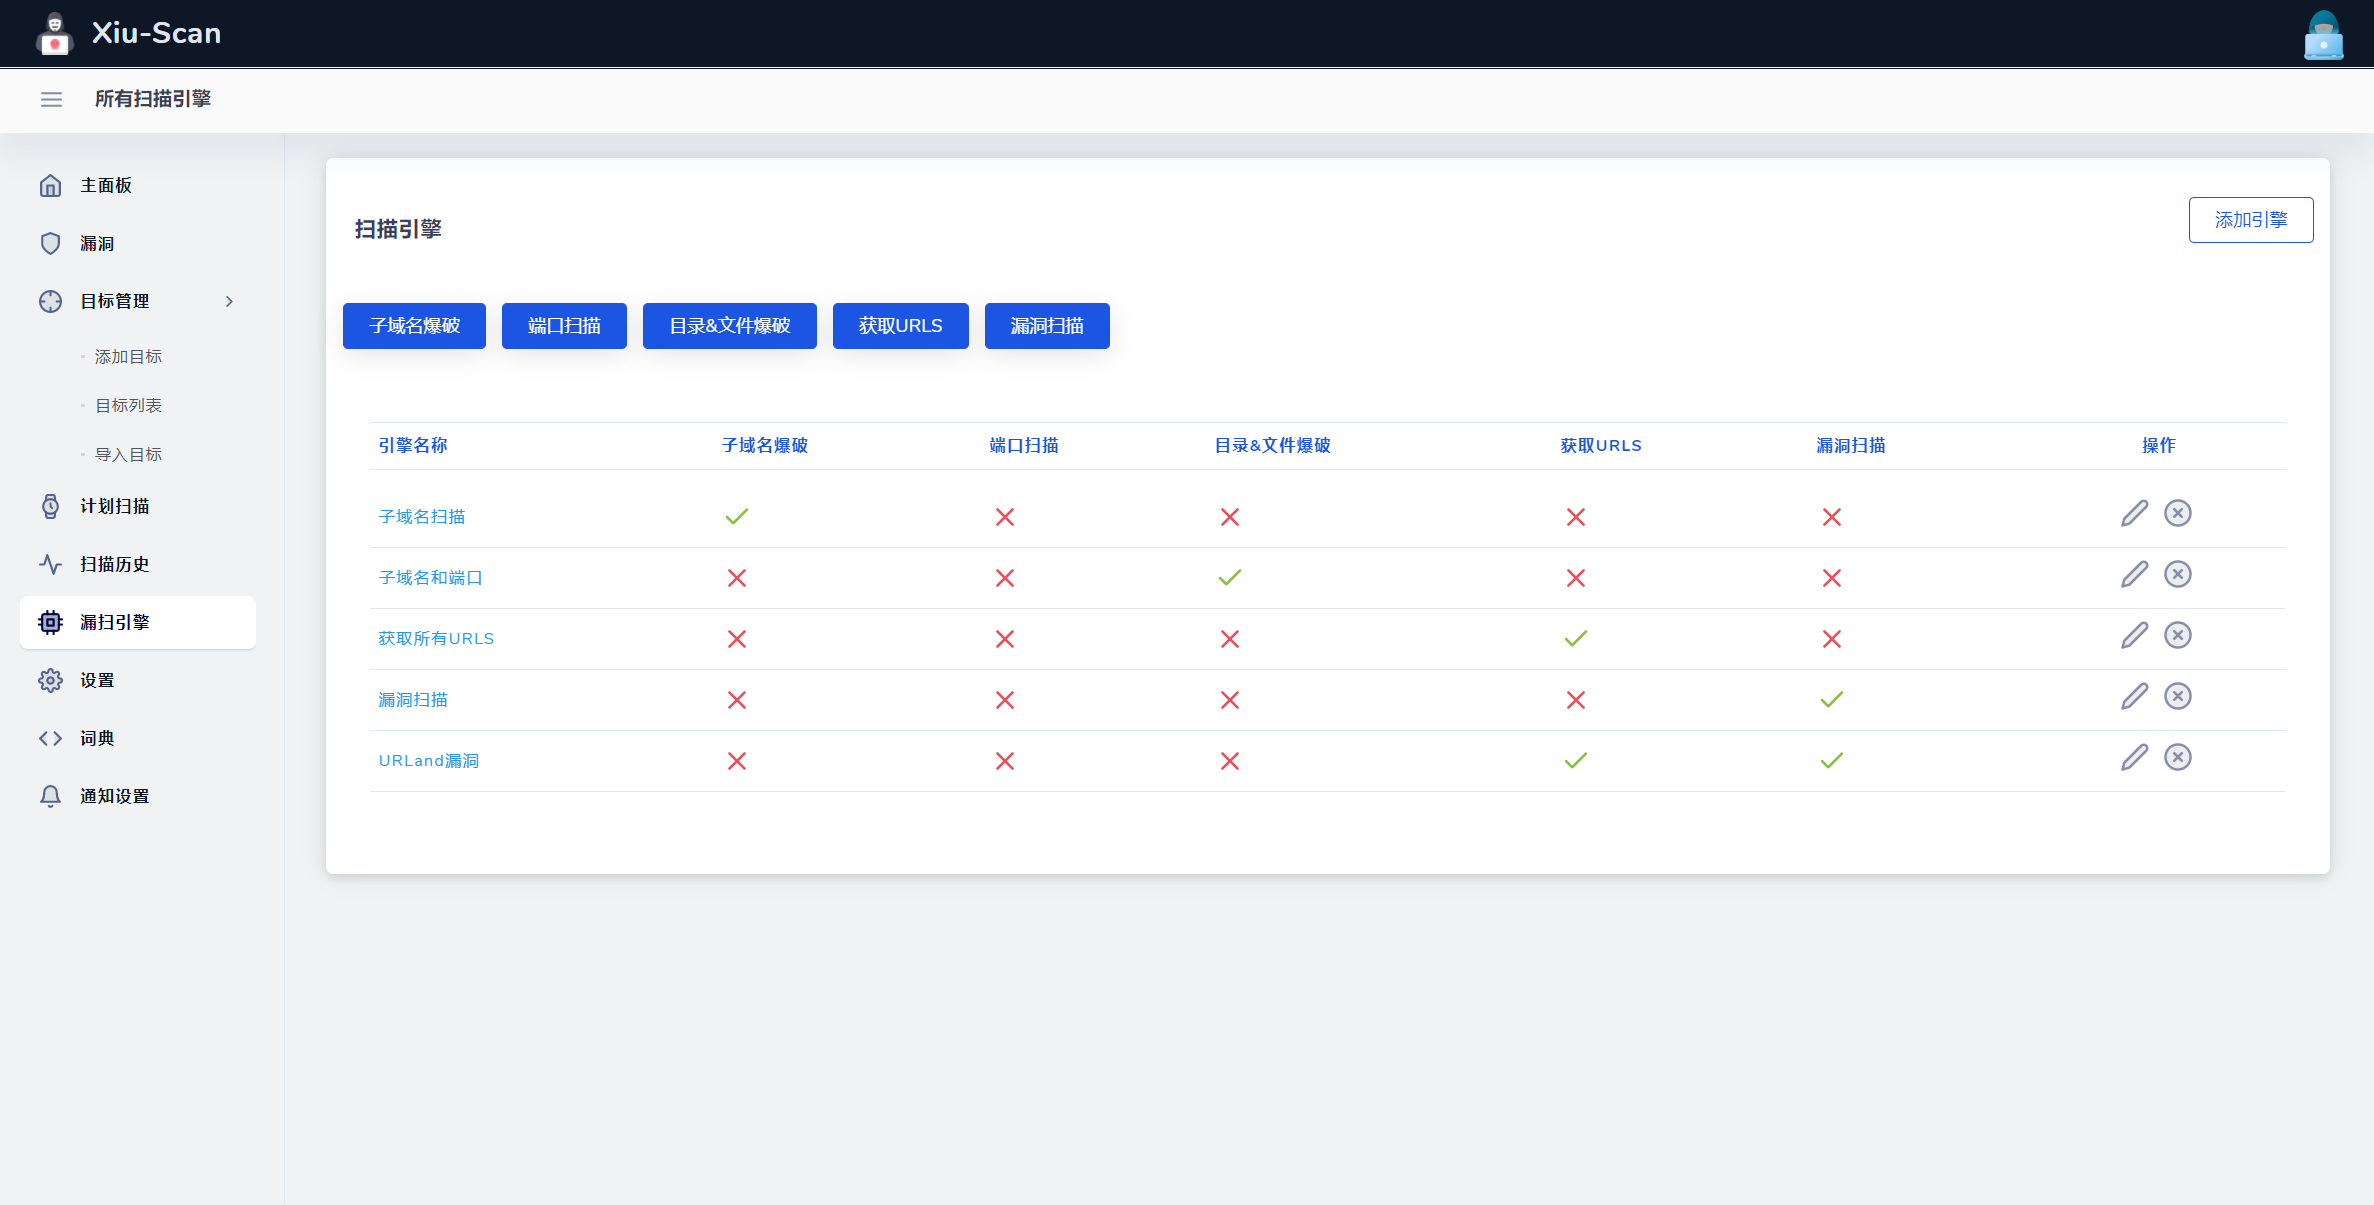 Xiu-Scan
所有扫描引擎
主面板
漏洞
目标管理
添加目标
目标列表
导入目标
计划扫描
扫描历史
漏扫引擎
设置
词典
通知设置
扫描引擎
添加引擎
子域名爆破 端口扫描 目录&文件爆破 获取URLS 漏洞扫描
引擎名称 子域名爆破 端口扫描 目录&文件爆破 获取URLS 漏洞扫描 操作
子域名扫描
子域名和端口
获取所有URLS
漏洞扫描
URLand漏洞